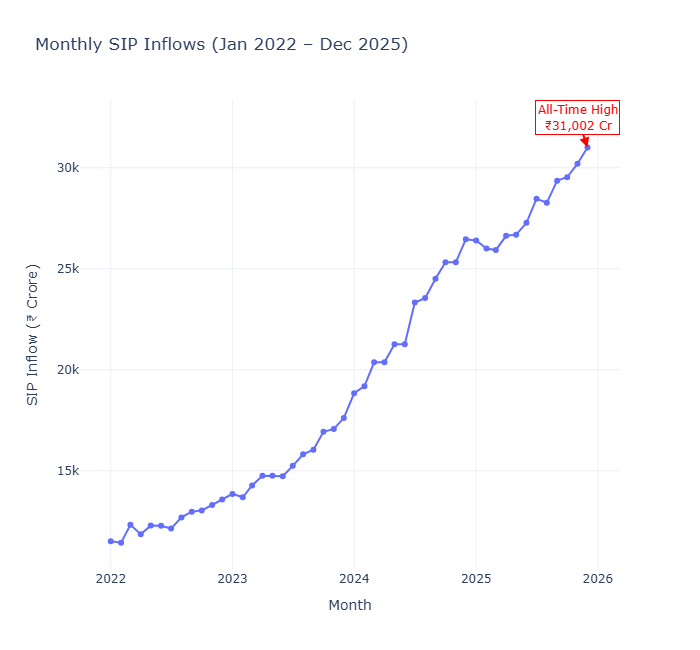 Monthly SIP Inflows (Jan 2022 – Dec 2025)
All-Time High
₹31,002 Cr
30k
25k
20k
15k
SIP Inflow (₹ Crore)
2022
2023
2024
2025
2026
Month